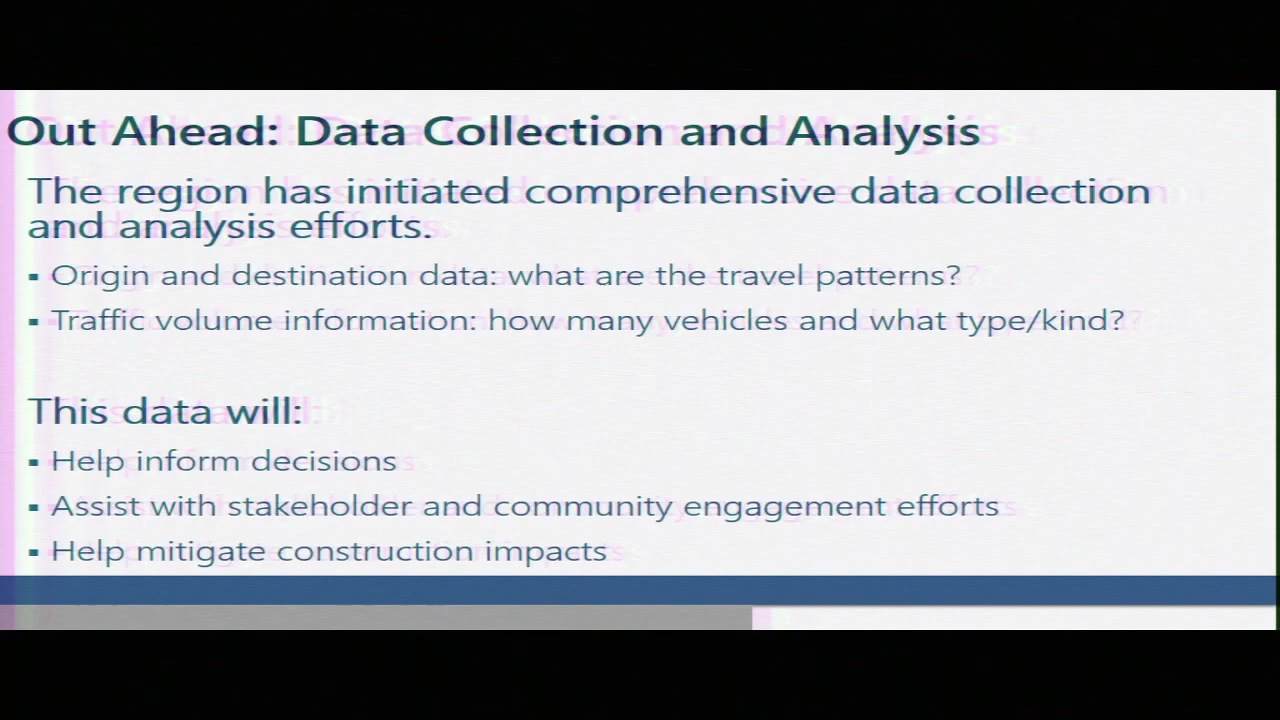 Out Ahead: Data Collection and Analysis
The region has initiated comprehensive data collection
and analysis efforts.
▪ Origin and destination data: what are the travel patterns?
▪ Traffic volume information: how many vehicles and what type/kind?
This data will:
▪ Help inform decisions
▪ Assist with stakeholder and community engagement efforts
▪ Help mitigate construction impacts